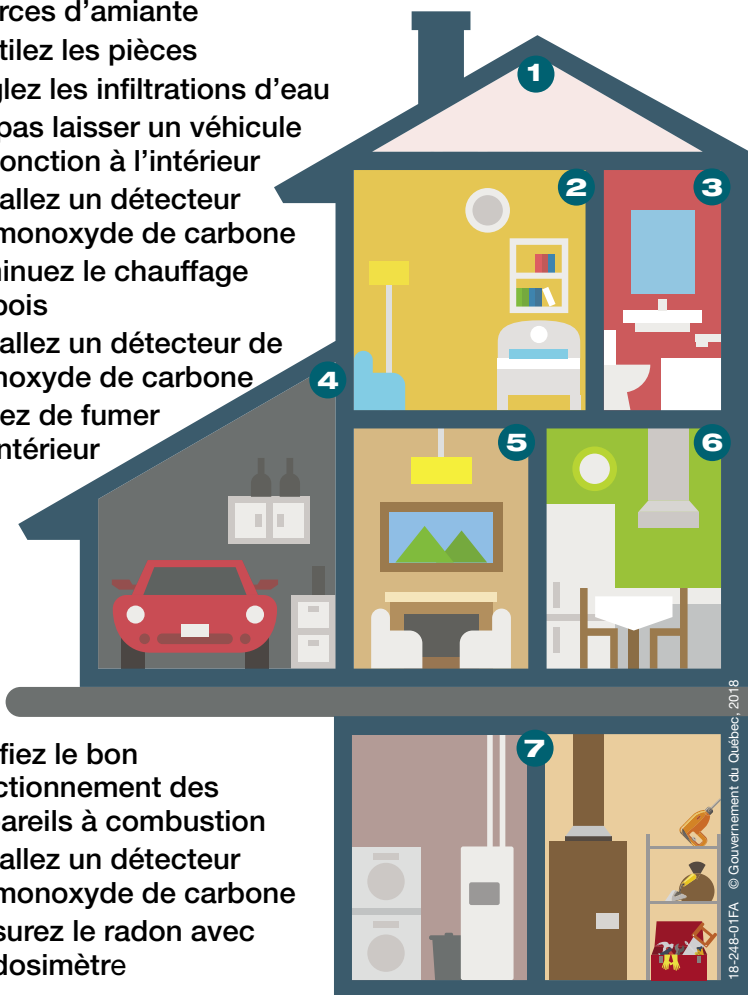 rces d’amiante
tilez les pièces
glez les infiltrations d’eau
pas laisser un véhicule
onction à l’intérieur
allez un détecteur
monoxyde de carbone
inuez le chauffage
bois
allez un détecteur de
noxyde de carbone
ez de fumer
ntérieur
1
2
3
4
5
6
fiez le bon
ctionnement des
areils à combustion
allez un détecteur
monoxyde de carbone
surez le radon avec
dosimètre
7
18-248-01FA © Gouvernement du Québec, 2018